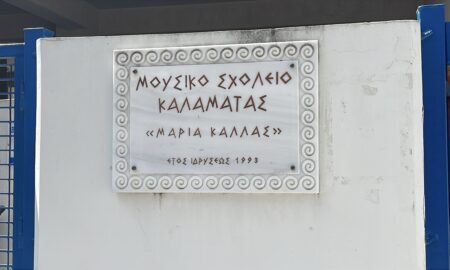 ΜΟΥΣΙΚΟ ΣΧΟΛΕΙΟ
ΚΑΛΑΜΑΤΑΣ
«ΜΑΡΙΑ ΚΑΛΛΑΣ»
ΕΤΟΣ ΙΔΡΥΣΕΩΣ 1993